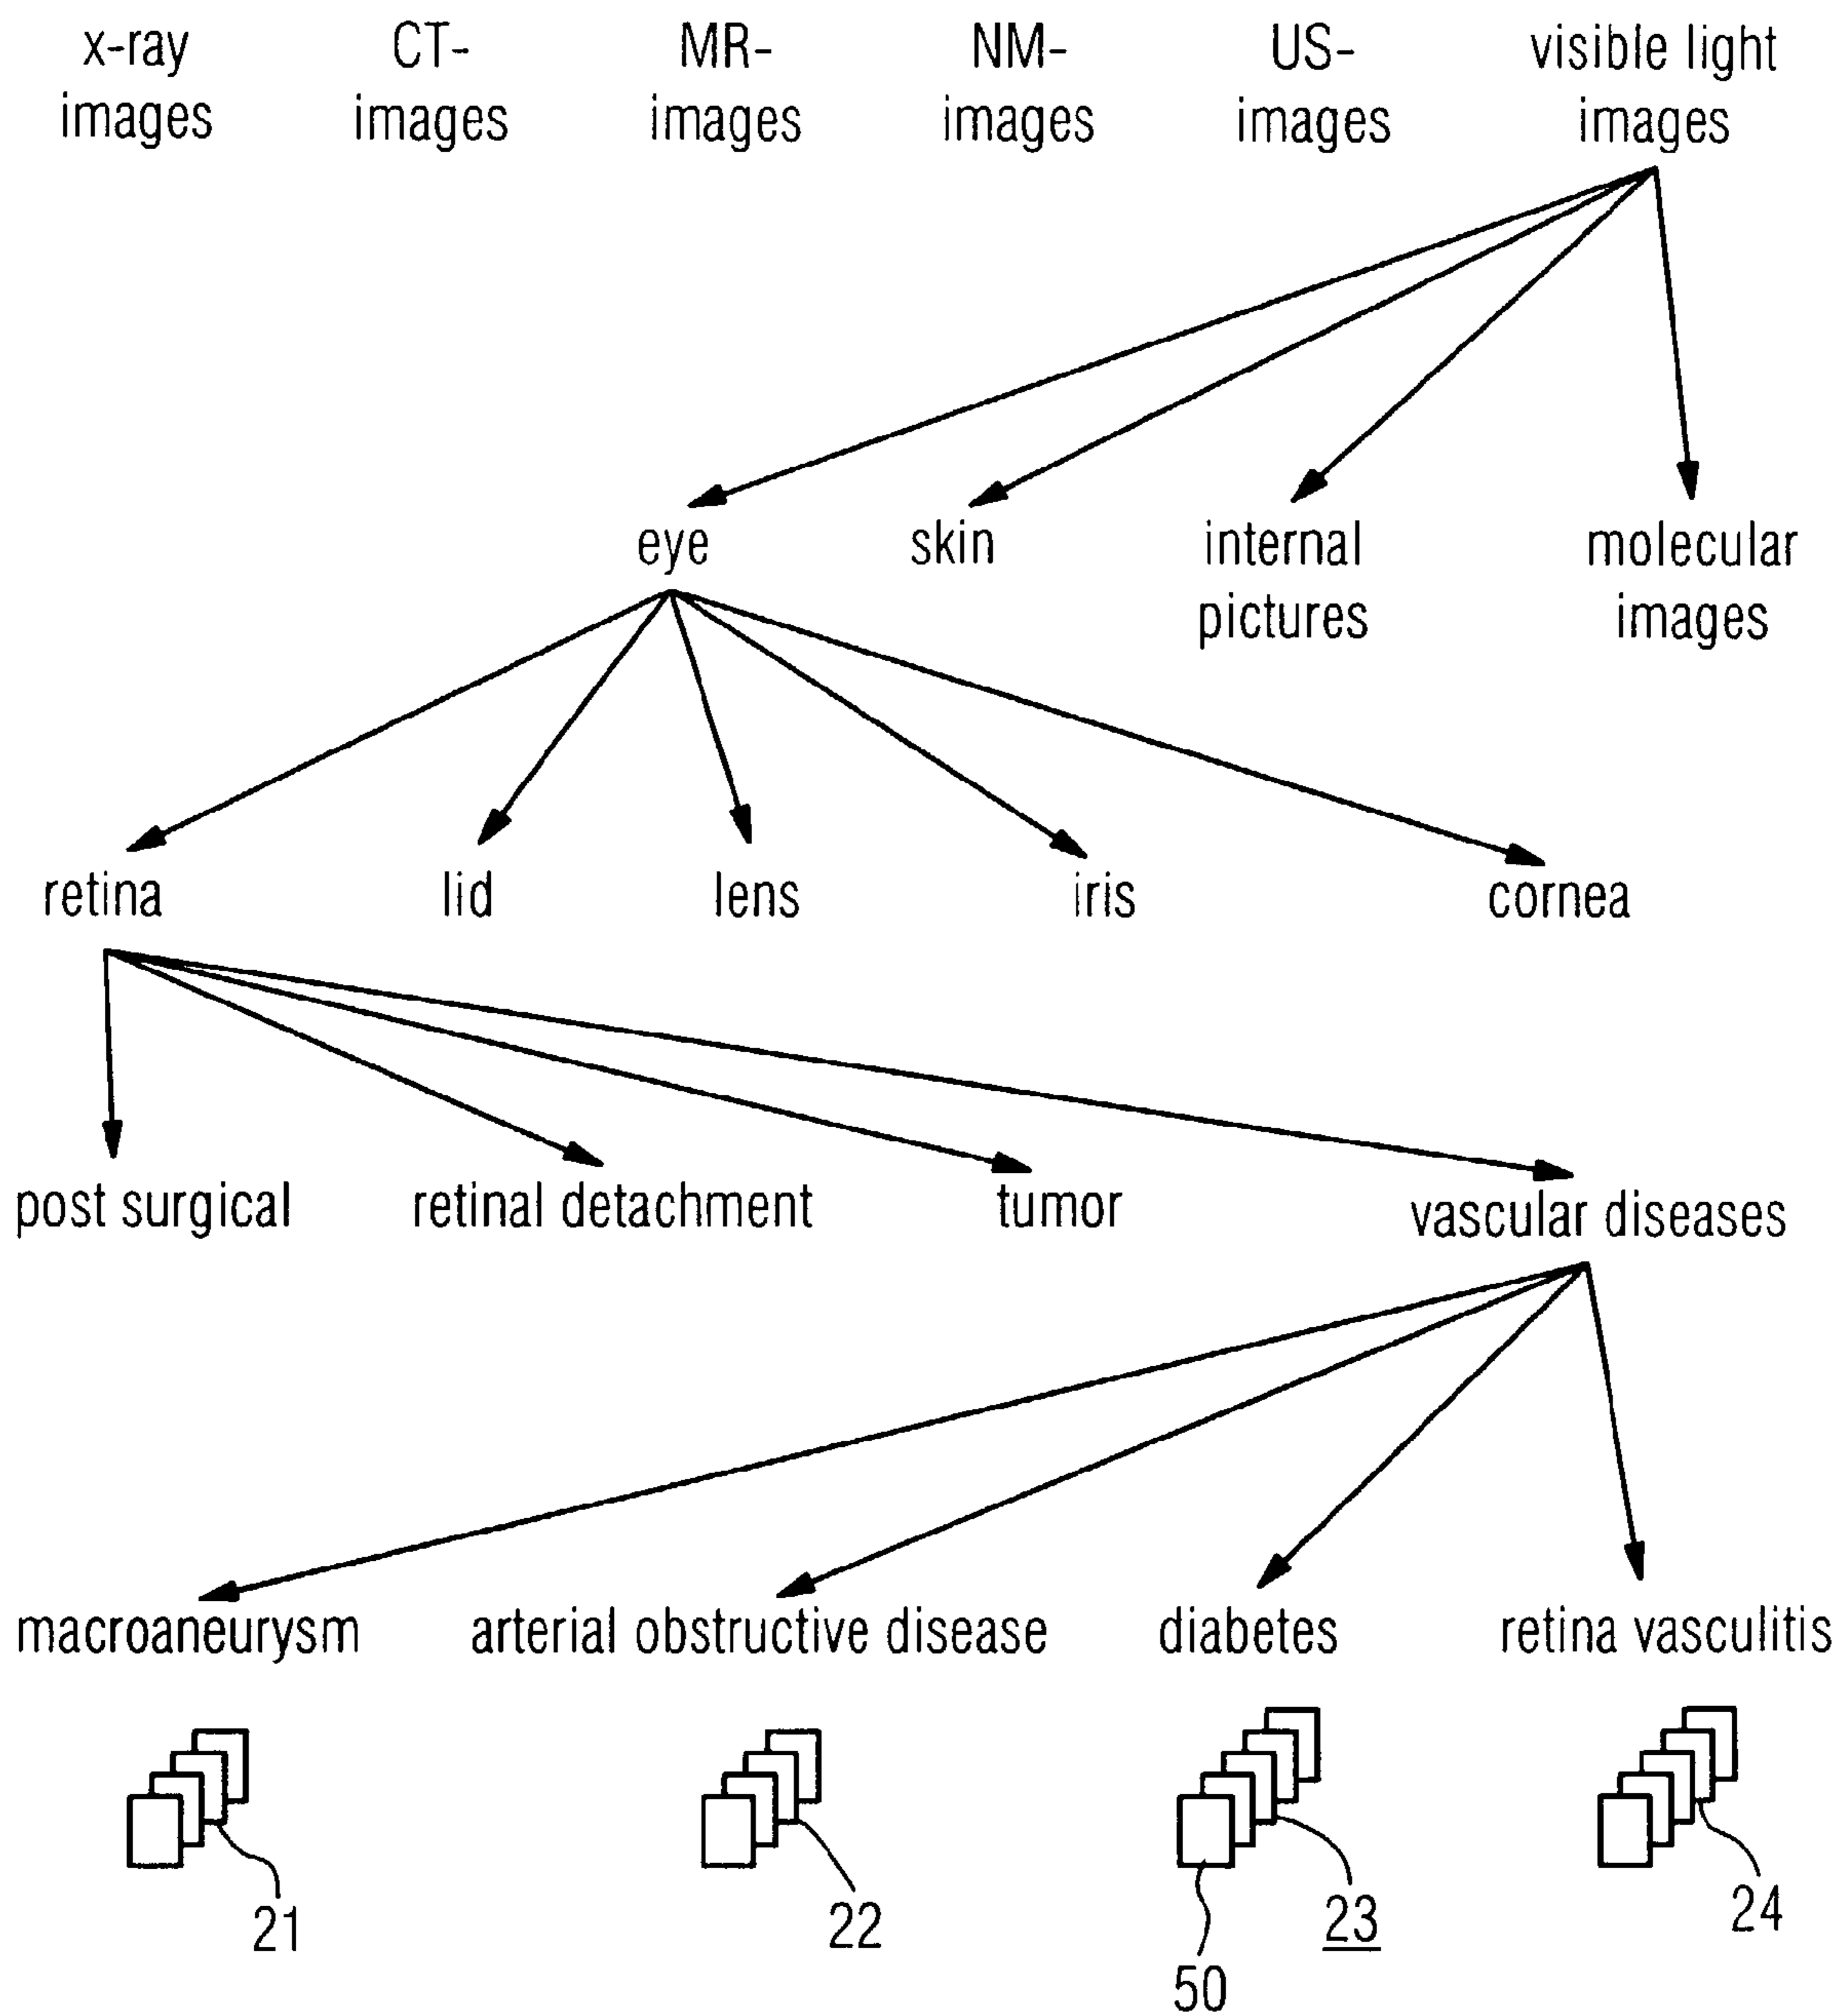 x-ray images
CT-images
MR-images
NM-images
US-images
visible light images
eye
skin
internal pictures
molecular images
retina
lid
lens
iris
cornea
post surgical
retinal detachment
tumor
vascular diseases
macroaneurysm
arterial obstructive disease
diabetes
retina vasculitis
21
22
23
24
50